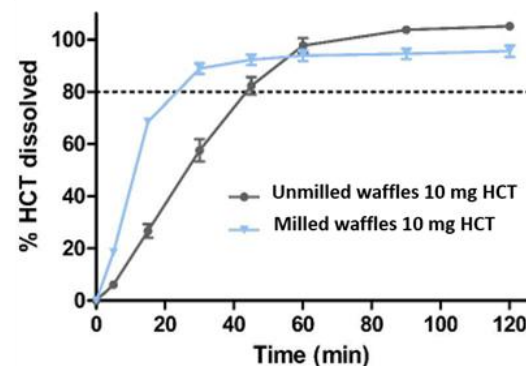 % HCT dissolved
100
80
60
40
20
0
Unmilled waffles 10 mg HCT
Milled waffles 10 mg HCT
0 20 40 60 80 100 120
Time (min)